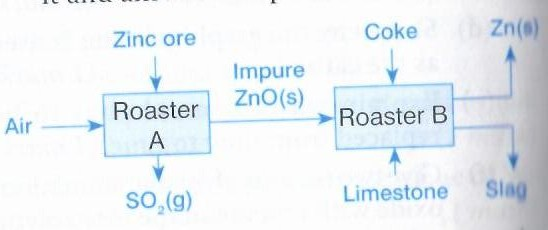 Zinc ore
Coke
Zn(s)
Impure
ZnO(s)
Air
Roaster
A
Roaster B
SO₂(g)
Limestone
Slag